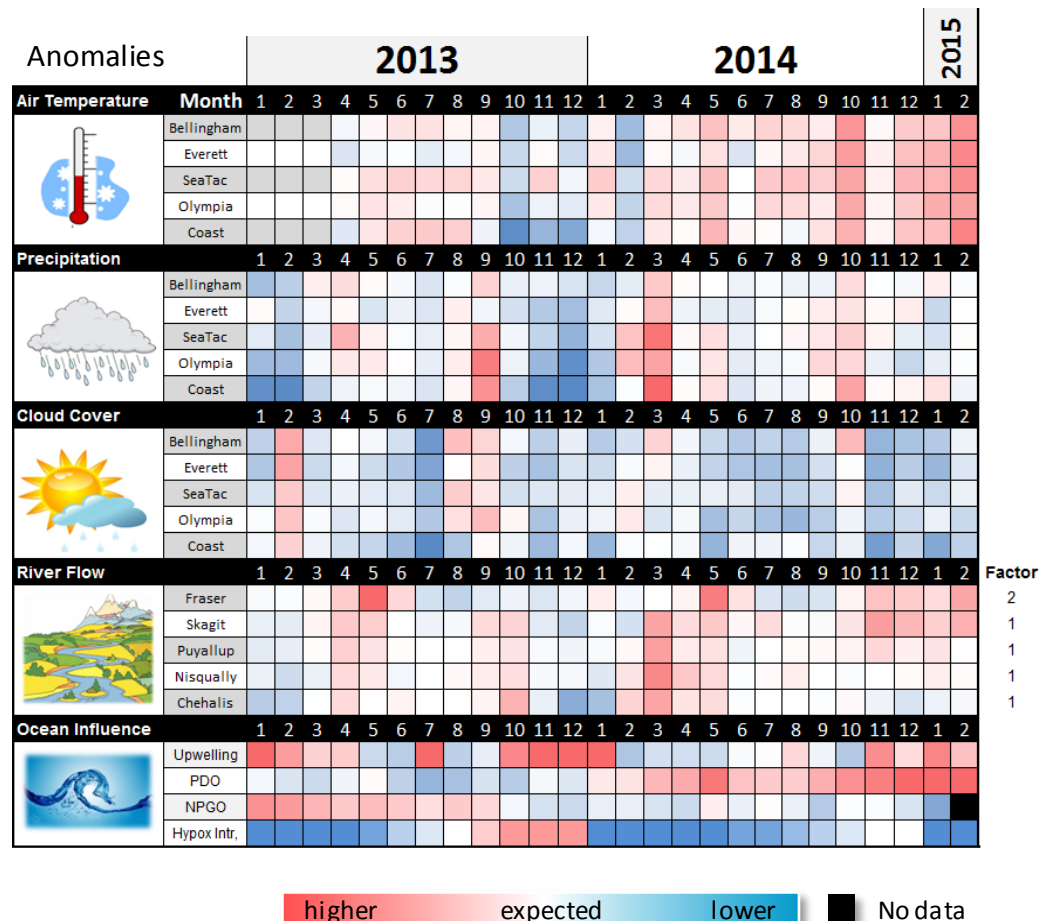 Anomalies 2013 2014 2015
Air Temperature Month 1 2 3 4 5 6 7 8 9 10 11 12 1 2 3 4 5 6 7 8 9 10 11 12 1 2
Bellingham
Everett
SeaTac
Olympia
Coast
Precipitation 1 2 3 4 5 6 7 8 9 10 11 12 1 2 3 4 5 6 7 8 9 10 11 12 1 2
Bellingham
Everett
SeaTac
Olympia
Coast
Cloud Cover 1 2 3 4 5 6 7 8 9 10 11 12 1 2 3 4 5 6 7 8 9 10 11 12 1 2
Bellingham
Everett
SeaTac
Olympia
Coast
River Flow 1 2 3 4 5 6 7 8 9 10 11 12 1 2 3 4 5 6 7 8 9 10 11 12 1 2 Factor
Fraser 2
Skagit 1
Puyallup 1
Nisqually 1
Chehalis 1
Ocean Influence 1 2 3 4 5 6 7 8 9 10 11 12 1 2 3 4 5 6 7 8 9 10 11 12 1 2
Upwelling
PDO
NPGO
Hypox Intr,
higher expected lower No data